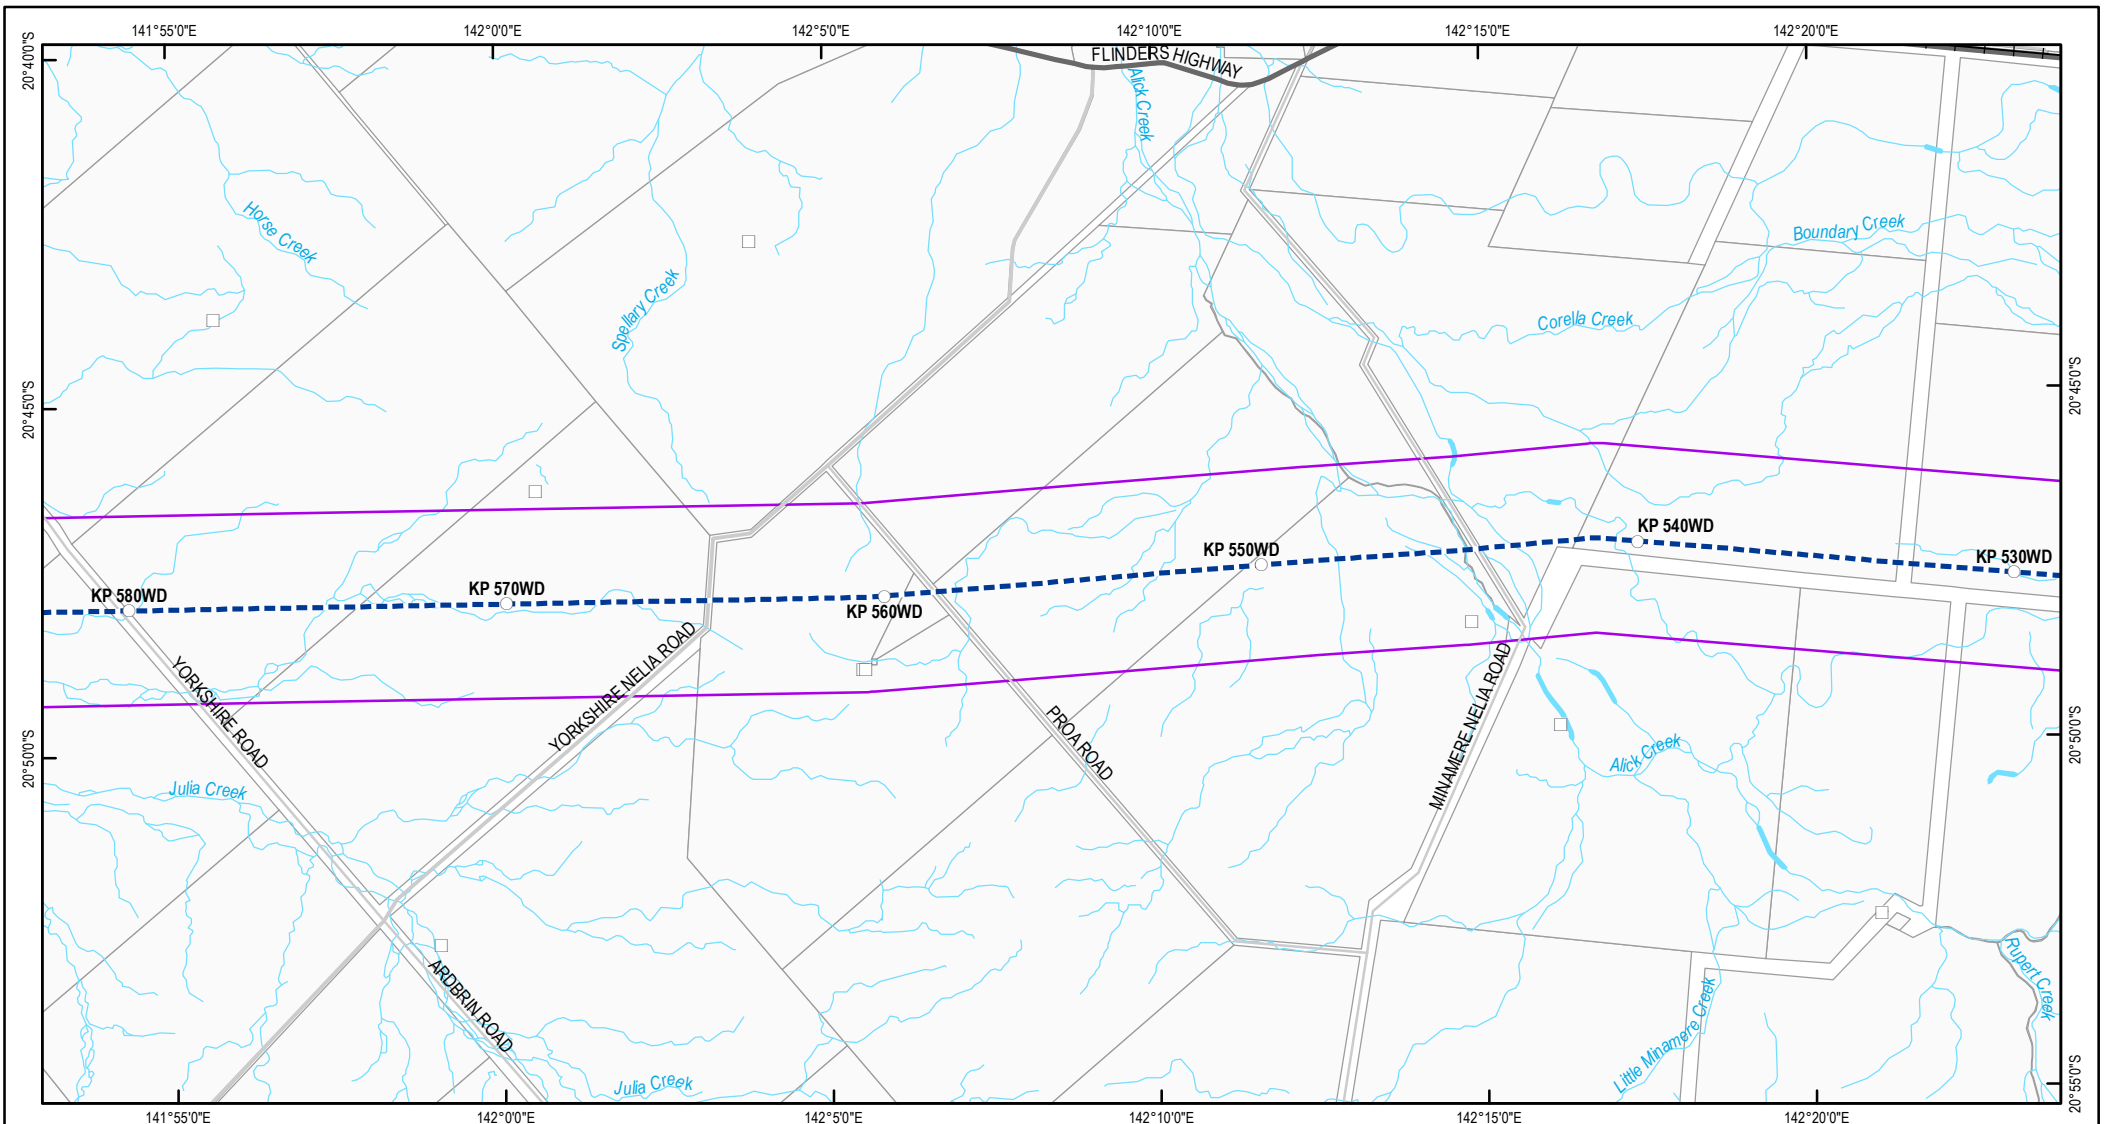 141°55'0"E
142°0'0"E
142°5'0"E
142°10'0"E
142°15'0"E
142°20'0"E
20°40'0"S
20°40'0"S
FLINDERS HIGHWAY
Alick Creek
Horse Creek
Boundary Creek
Spellary Creek
Corella Creek
20°45'0"S
20°45'0"S
KP 540WD
KP 550WD
KP 530WD
KP 570WD
KP 580WD
KP 560WD
YORKSHIRE ROAD
YORKSHIRE NELIA ROAD
PROA ROAD
MINAMERE NELIA ROAD
20°50'0"S
20°50'0"S
Alick Creek
Julia Creek
ARDBRIN ROAD
Rupert Creek
Little Minamere Creek
Julia Creek
20°55'0"S
141°55'0"E
142°0'0"E
142°5'0"E
142°10'0"E
142°15'0"E
142°20'0"E